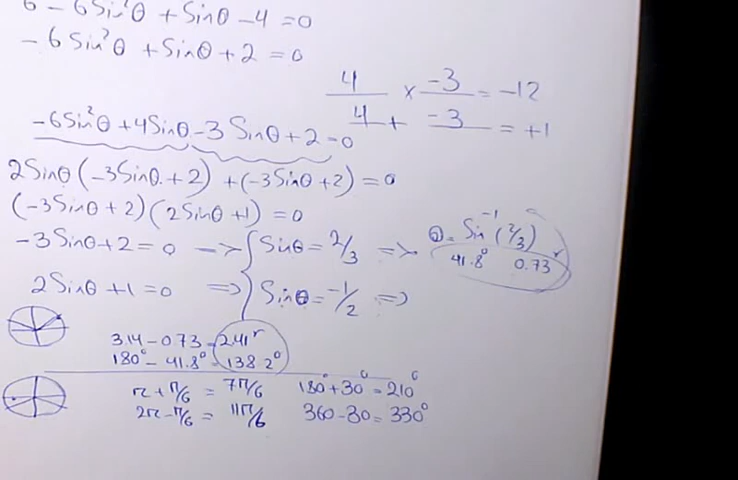 6 - 6Sin²θ + Sinθ - 4 = 0
- 6 Sin²θ + Sinθ + 2 = 0
4 × -3 = -12
4 + -3 = +1
-6Sin²θ + 4Sinθ - 3 Sinθ + 2 = 0
2Sinθ (-3Sinθ + 2) + (-3Sinθ + 2) = 0
(-3Sinθ + 2) (2Sinθ + 1) = 0
-3Sinθ + 2 = 0 => Sinθ = 2/3 => θ = Sin⁻¹(2/3)
41.8° 0.73ʳ
2Sinθ + 1 = 0 => Sinθ = -1/2 =>
3.14 - 0.73 = 2.41ʳ
180° - 41.8° = 138.2°
π + π/6 = 7π/6 180° + 30° = 210°
2π - π/6 = 11π/6 360 - 30 = 330°